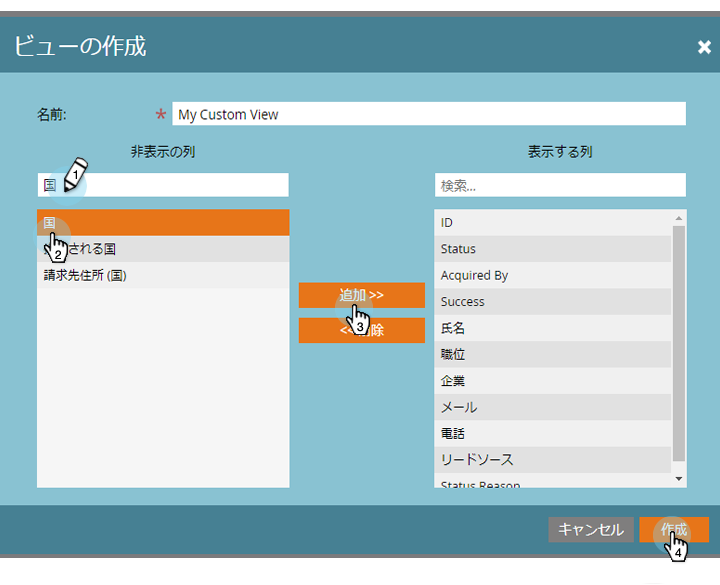 ビューの作成
名前:
* My Custom View
非表示の列
表示する列
国
1
検索...
国
2
される国
請求先住所 (国)
追加 >>
3
<< 除
ID
Status
Acquired By
Success
氏名
職位
企業
メール
電話
リードソース
Status Reason
キャンセル
作成
4